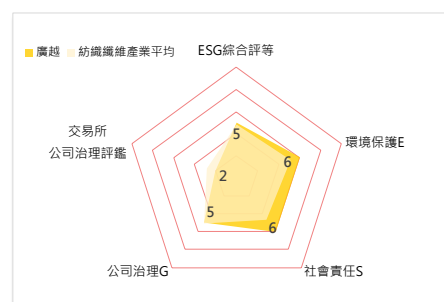 ESG綜合評等
廣越 紡織纖維產業平均
5
交易所
公司治理評鑑
環境保護E
6
2
5
6
公司治理G
社會責任S